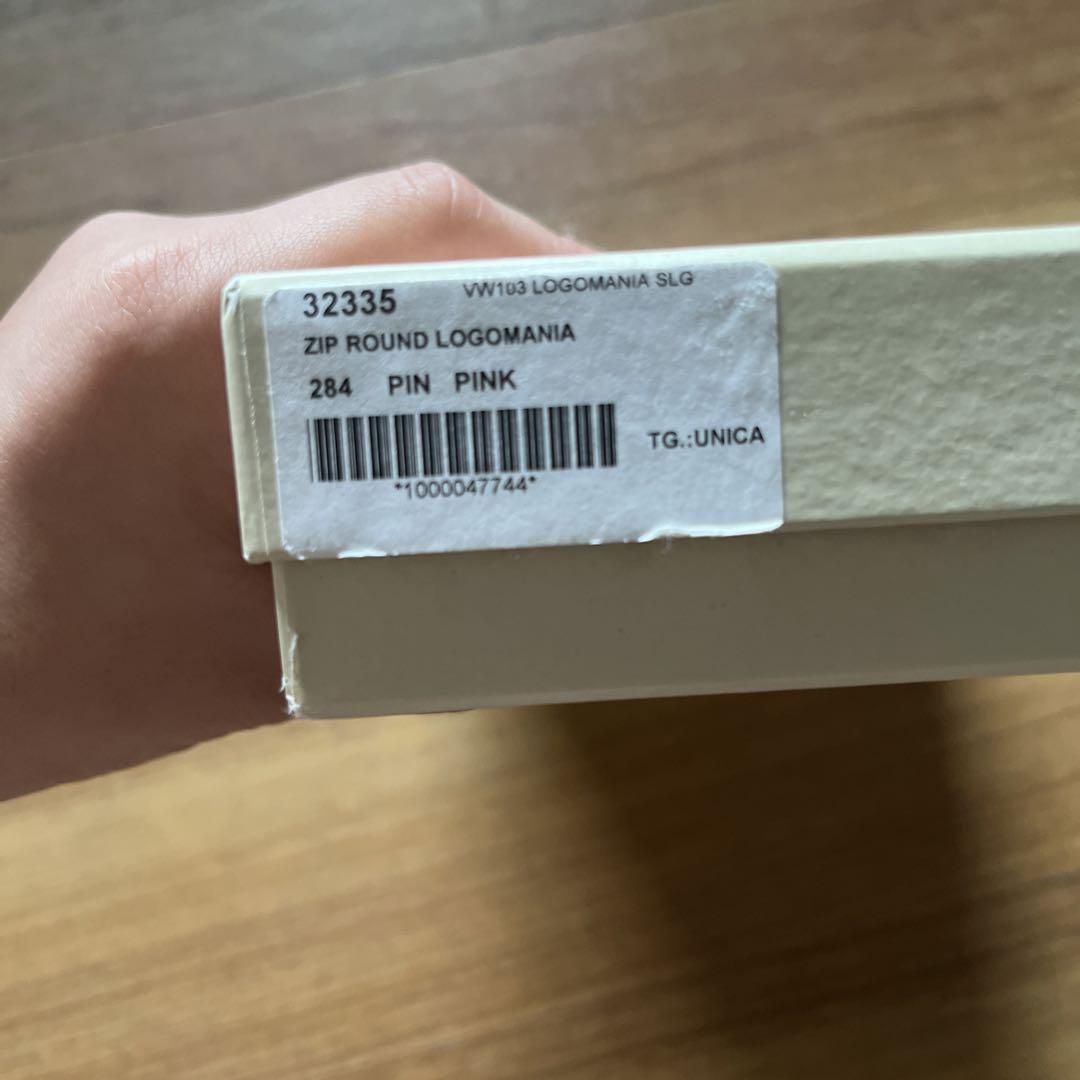 32335 VW103 LOGOMANIA SLG
ZIP ROUND LOGOMANIA
284 PIN PINK
TG.:UNICA
*1000047744*